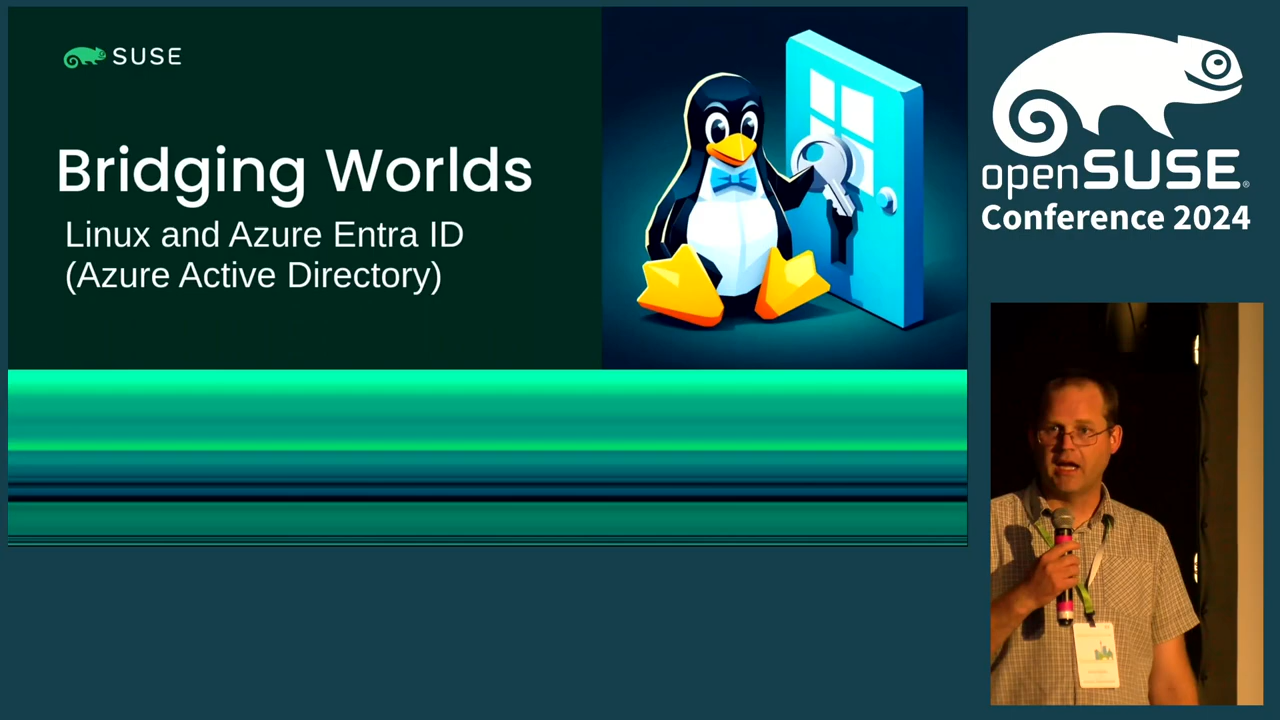 SUSE
Bridging Worlds
Linux and Azure Entra ID
(Azure Active Directory)
openSUSE®
Conference 2024